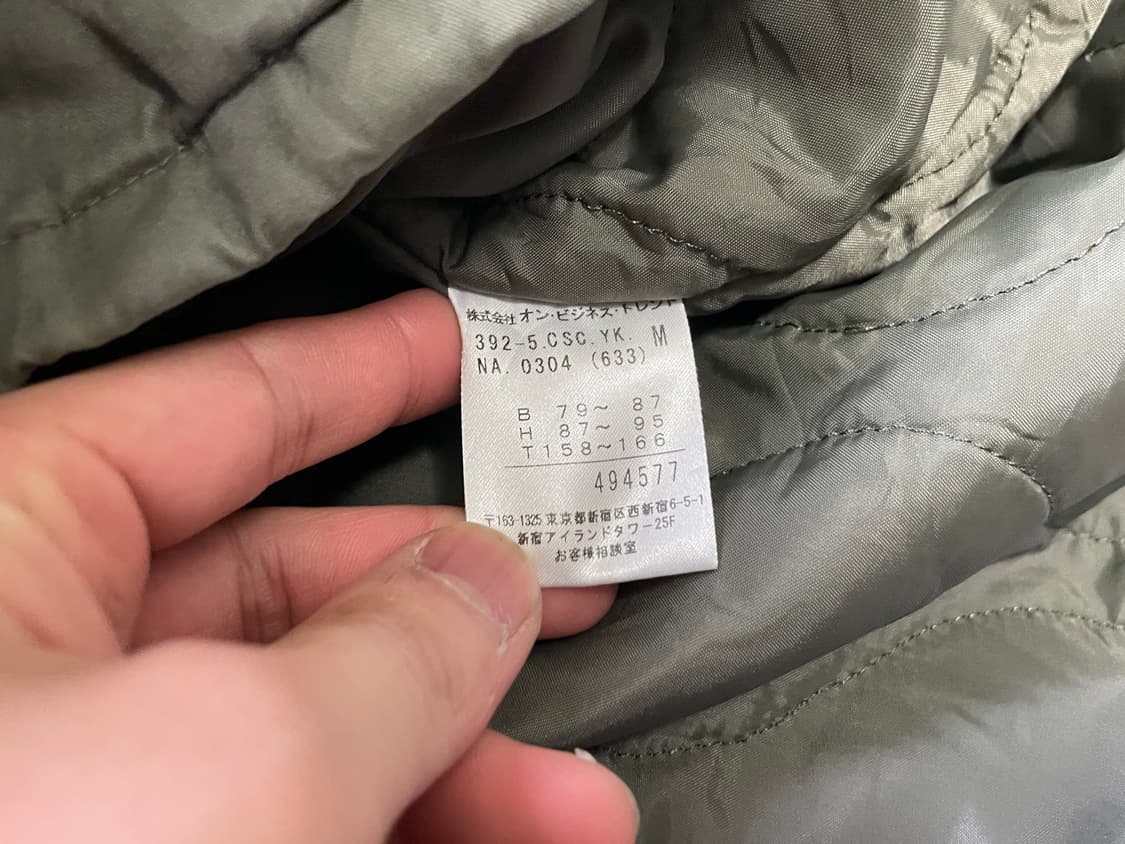 株式会社 オン・ビジネス・トレンド
392-5.CSC.YK. M
NA. 0304 (633)
B 79～ 87
H 87～ 95
T158～166
494577
〒163-1325 東京都新宿区西新宿6-5-1
新宿アイランドタワー25F
お客様相談室